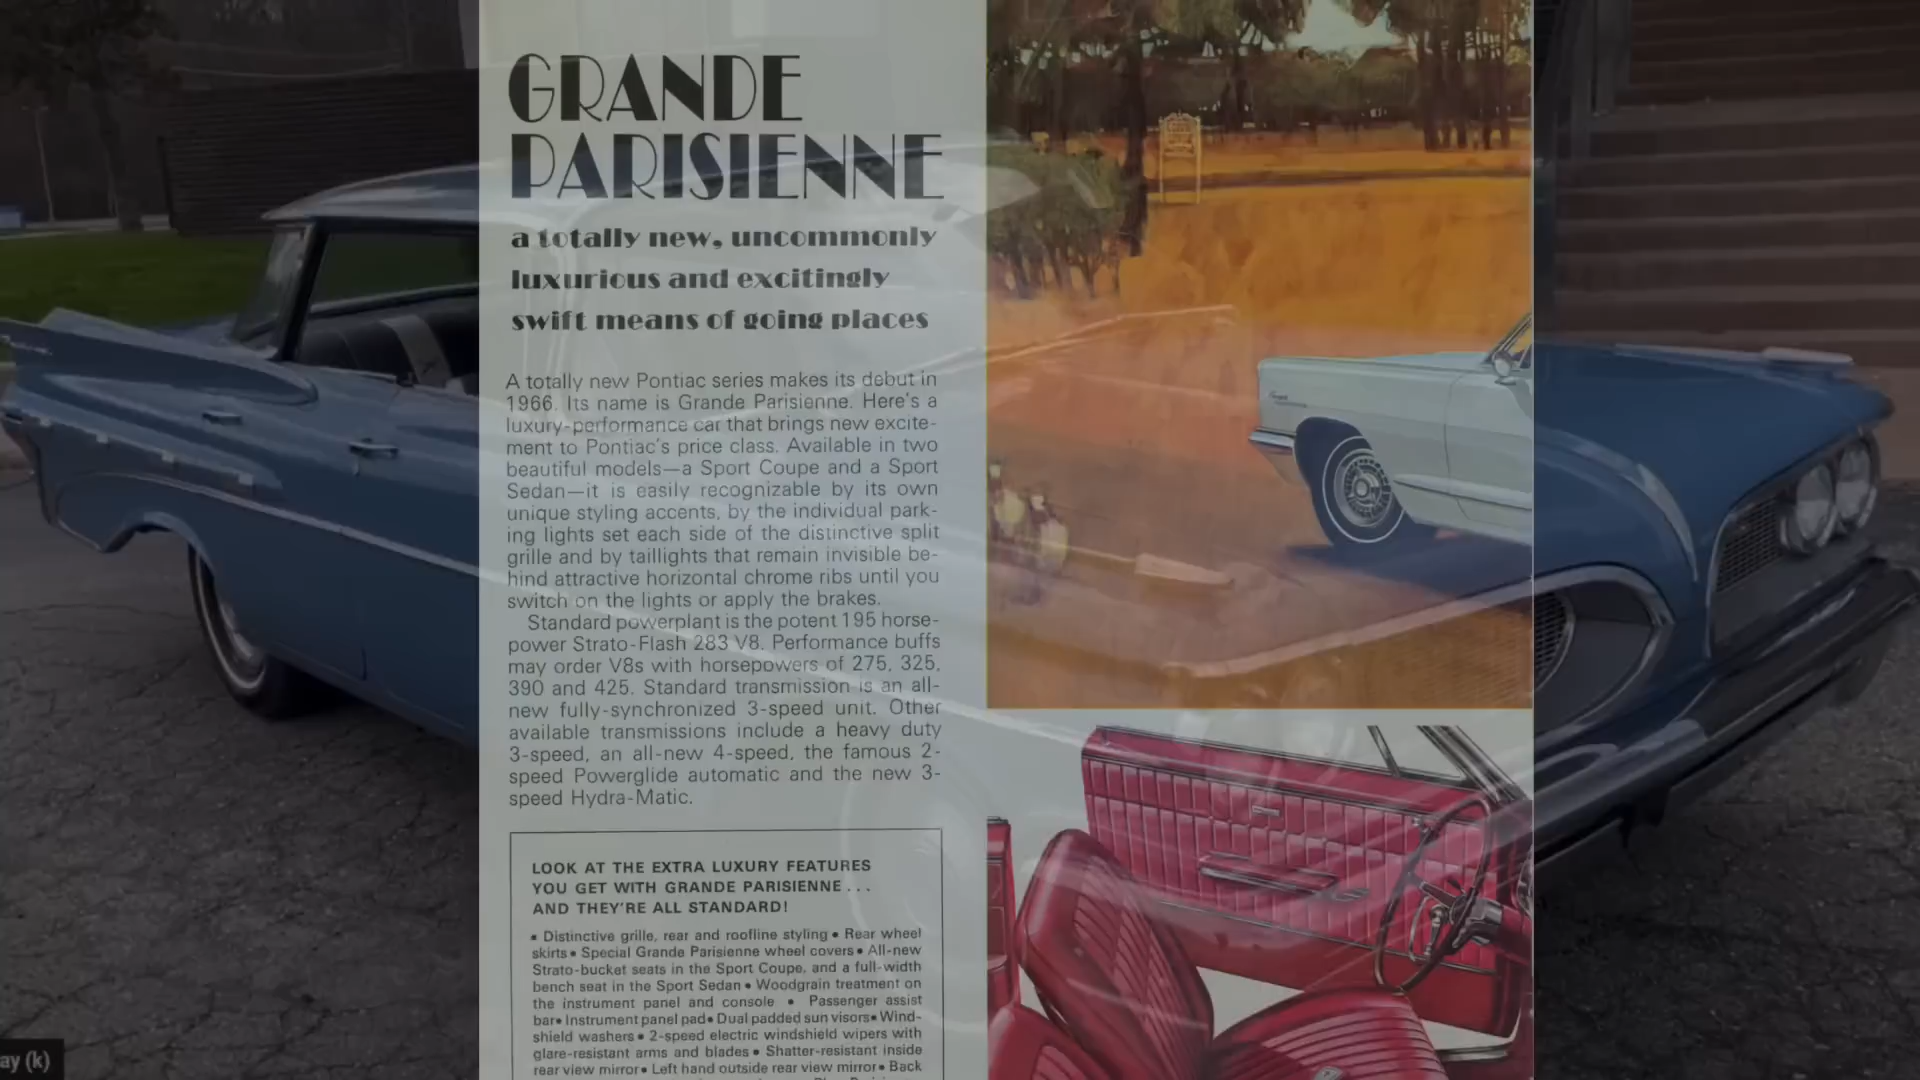 GRANDE
PARISIENNE
a totally new, uncommonly
luxurious and excitingly
swift means of going places
A totally new Pontiac series makes its debut in
1966. Its name is Grande Parisienne. Here's a
luxury-performance car that brings new excite-
ment to Pontiac's price class. Available in two
beautiful models—a Sport Coupe and a Sport
Sedan—it is easily recognizable by its own
unique styling accents, by the individual park-
ing lights set each side of the distinctive split
grille and by taillights that remain invisible be-
hind attractive horizontal chrome ribs until you
switch on the lights or apply the brakes.
Standard powerplant is the potent 195 horse-
power Strato-Flash 283 V8. Performance buffs
may order V8s with horsepowers of 275, 325,
390 and 425. Standard transmission is an all-
new fully-synchronized 3-speed unit. Other
available transmissions include a heavy duty
3-speed, an all-new 4-speed, the famous 2-
speed Powerglide automatic and the new 3-
speed Hydra-Matic.
LOOK AT THE EXTRA LUXURY FEATURES
YOU GET WITH GRANDE PARISIENNE...
AND THEY'RE ALL STANDARD!
• Distinctive grille, rear and roofline styling • Rear wheel
skirts • Special Grande Parisienne wheel covers • All-new
Strato-bucket seats in the Sport Coupe, and a full-width
bench seat in the Sport Sedan • Woodgrain treatment on
the instrument panel and console • Passenger assist
bar • Instrument panel pad • Dual padded sun visors • Wind-
shield washers • 2-speed electric windshield wipers with
glare-resistant arms and blades • Shatter-resistant inside
rear view mirror • Left hand outside rear view mirror • Back
ay (k)